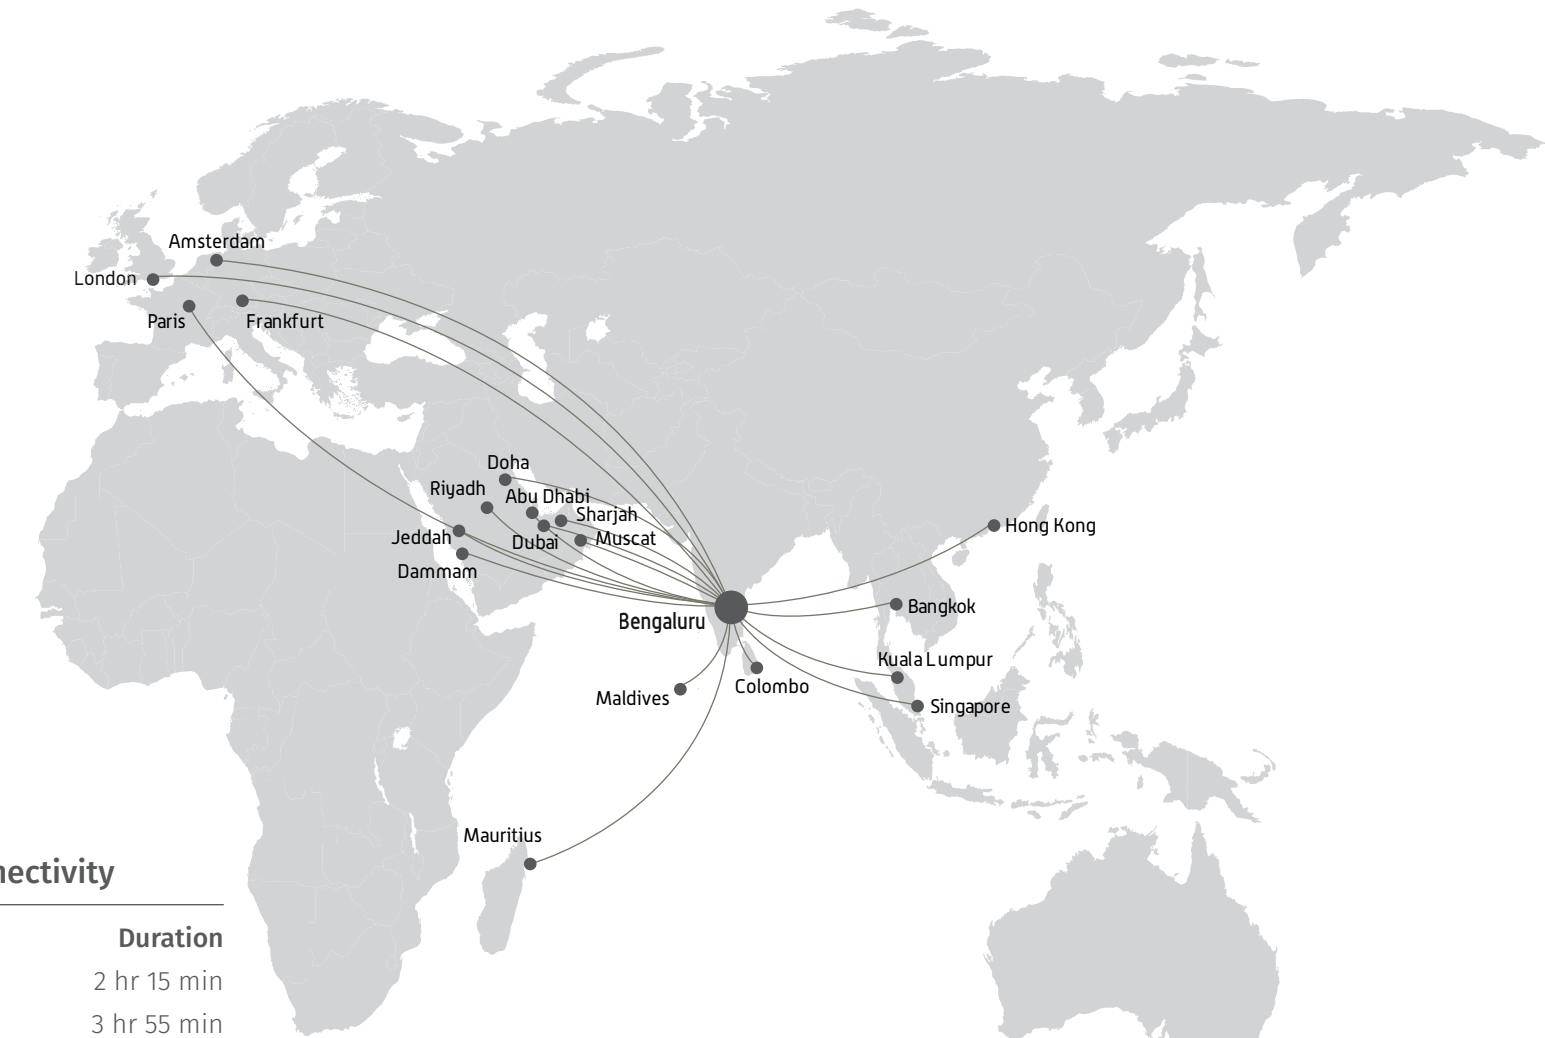 Amsterdam
London
Paris
Frankfurt
Doha
Riyadh
Abu Dhabi
Sharjah
Jeddah
Dubai
Muscat
Dammam
Hong Kong
Bengaluru
Bangkok
Kuala Lumpur
Maldives
Colombo
Singapore
Mauritius
nectivity
Duration
2 hr 15 min
3 hr 55 min